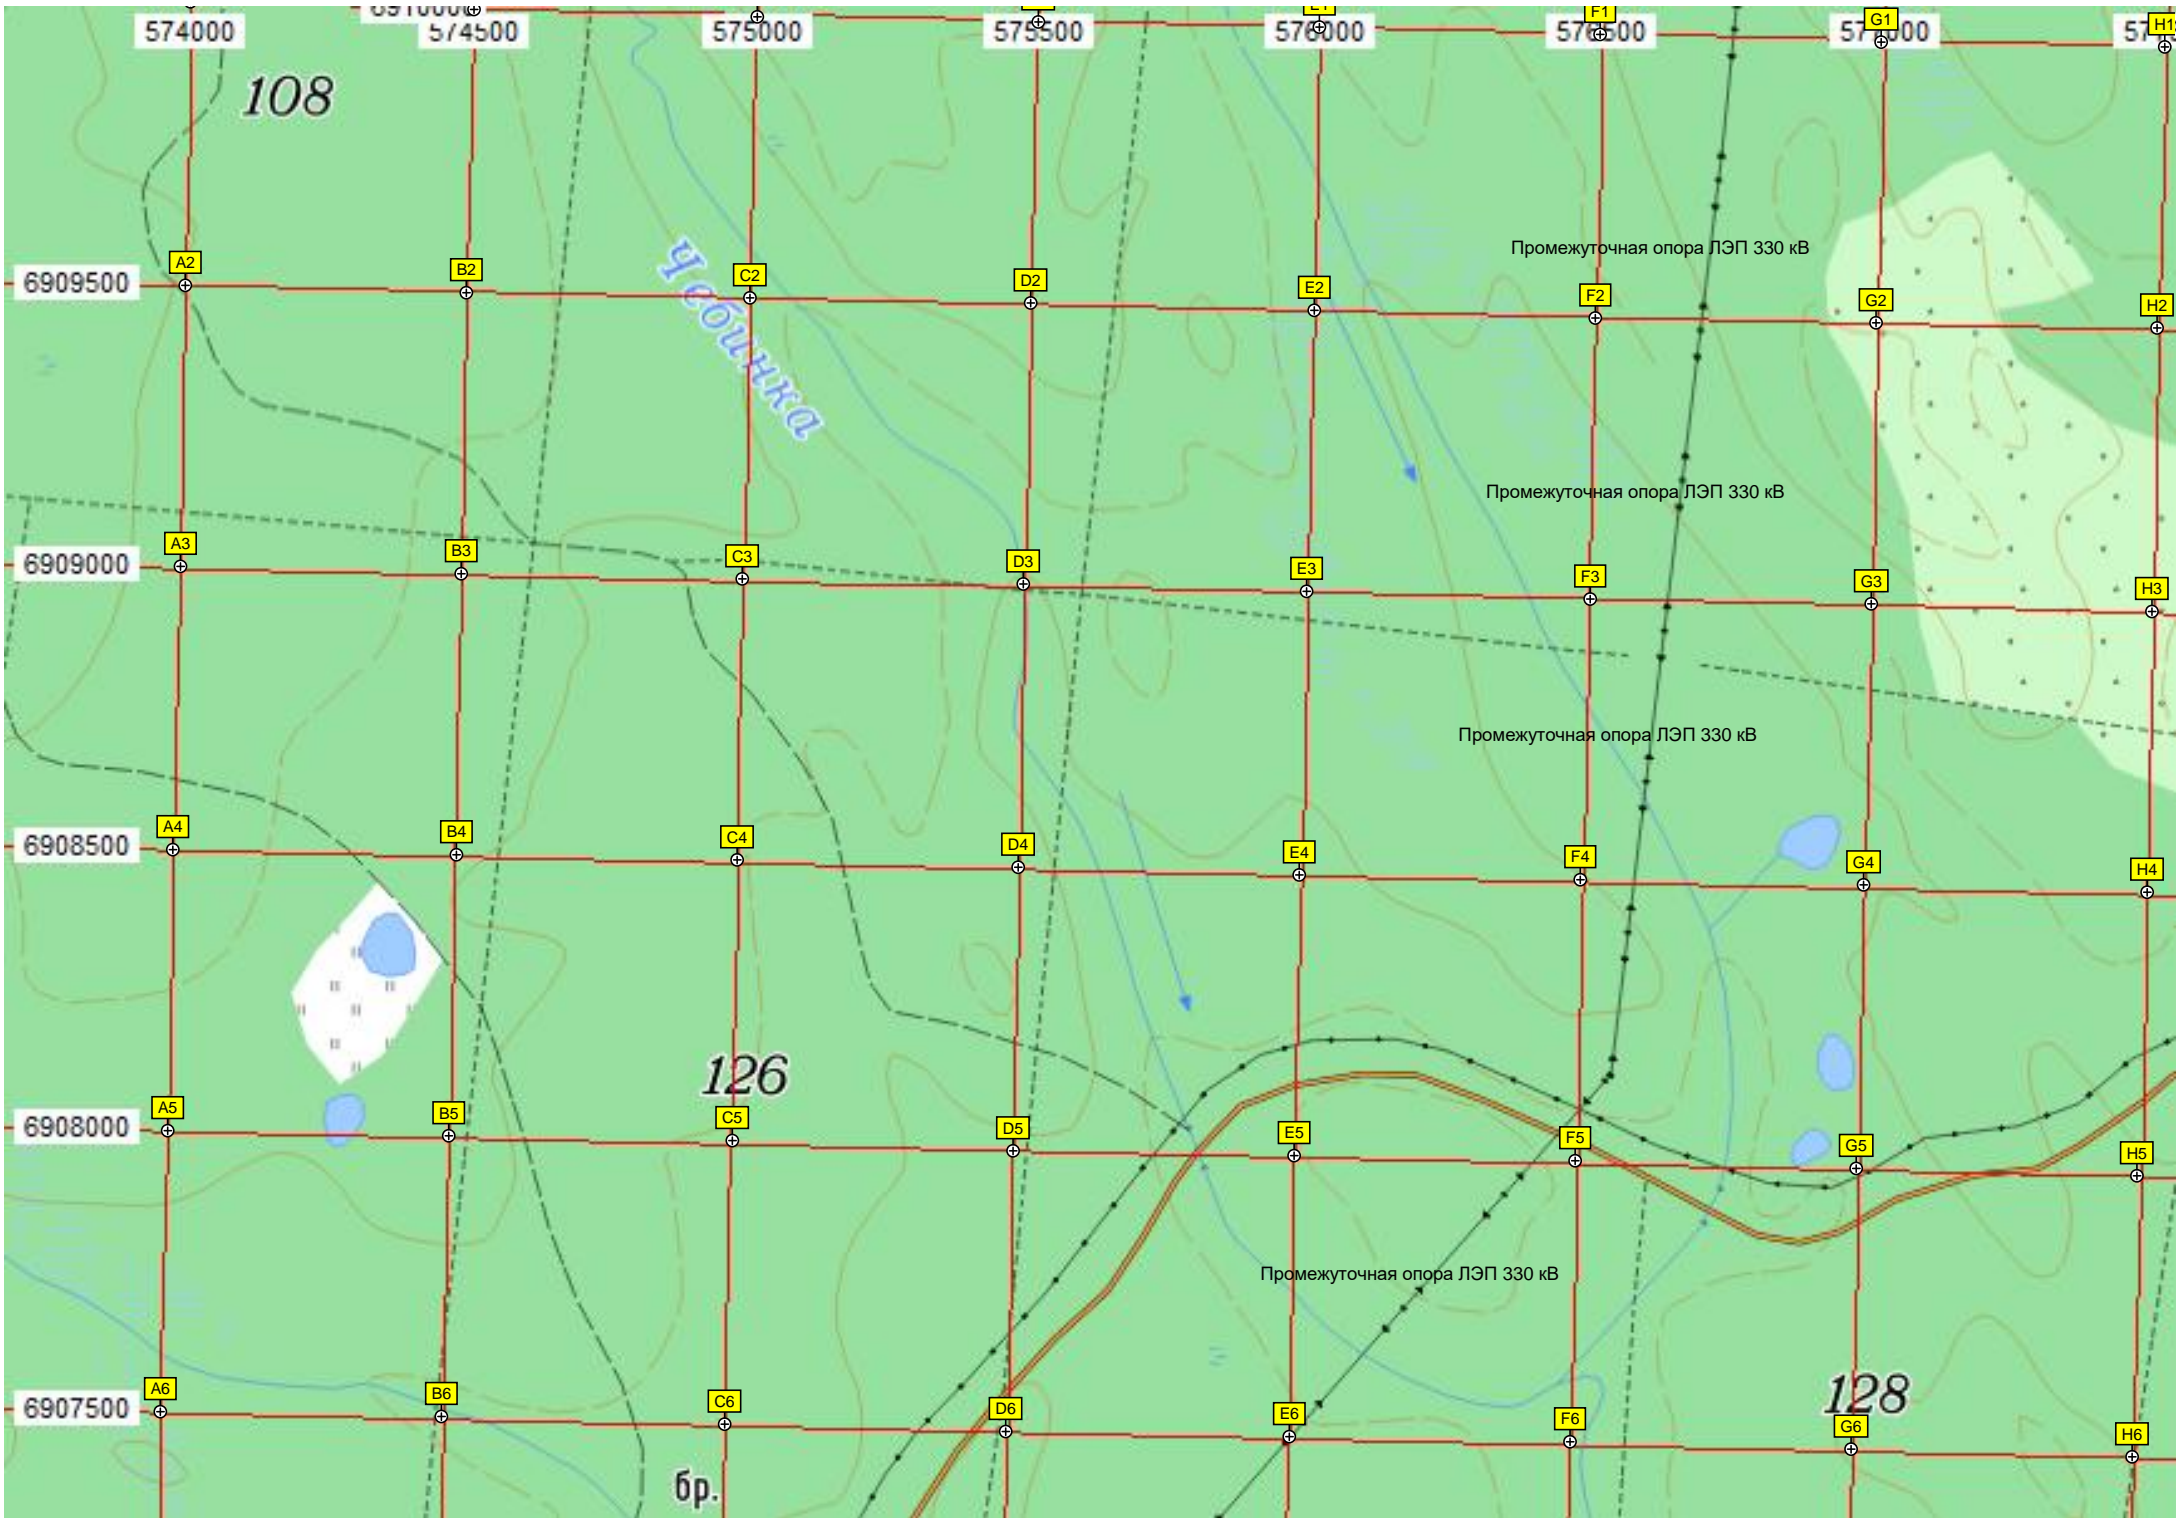 F1
G1
574000 574500 575000 575500 576000 576500
108
Чебинка
Промежуточная опора ЛЭП 330 кВ
6909500 A2 B2 C2 D2 E2 F2 G2 H2
Промежуточная опора ЛЭП 330 кВ
6909000 A3 B3 C3 D3 E3 F3 G3 H3
Промежуточная опора ЛЭП 330 кВ
6908500 A4 B4 C4 D4 E4 F4 G4 H4
126
6908000 A5 B5 C5 D5 E5 F5 G5 H5
Промежуточная опора ЛЭП 330 кВ
128
6907500 A6 B6 C6 D6 E6 F6 G6 H6
бр.